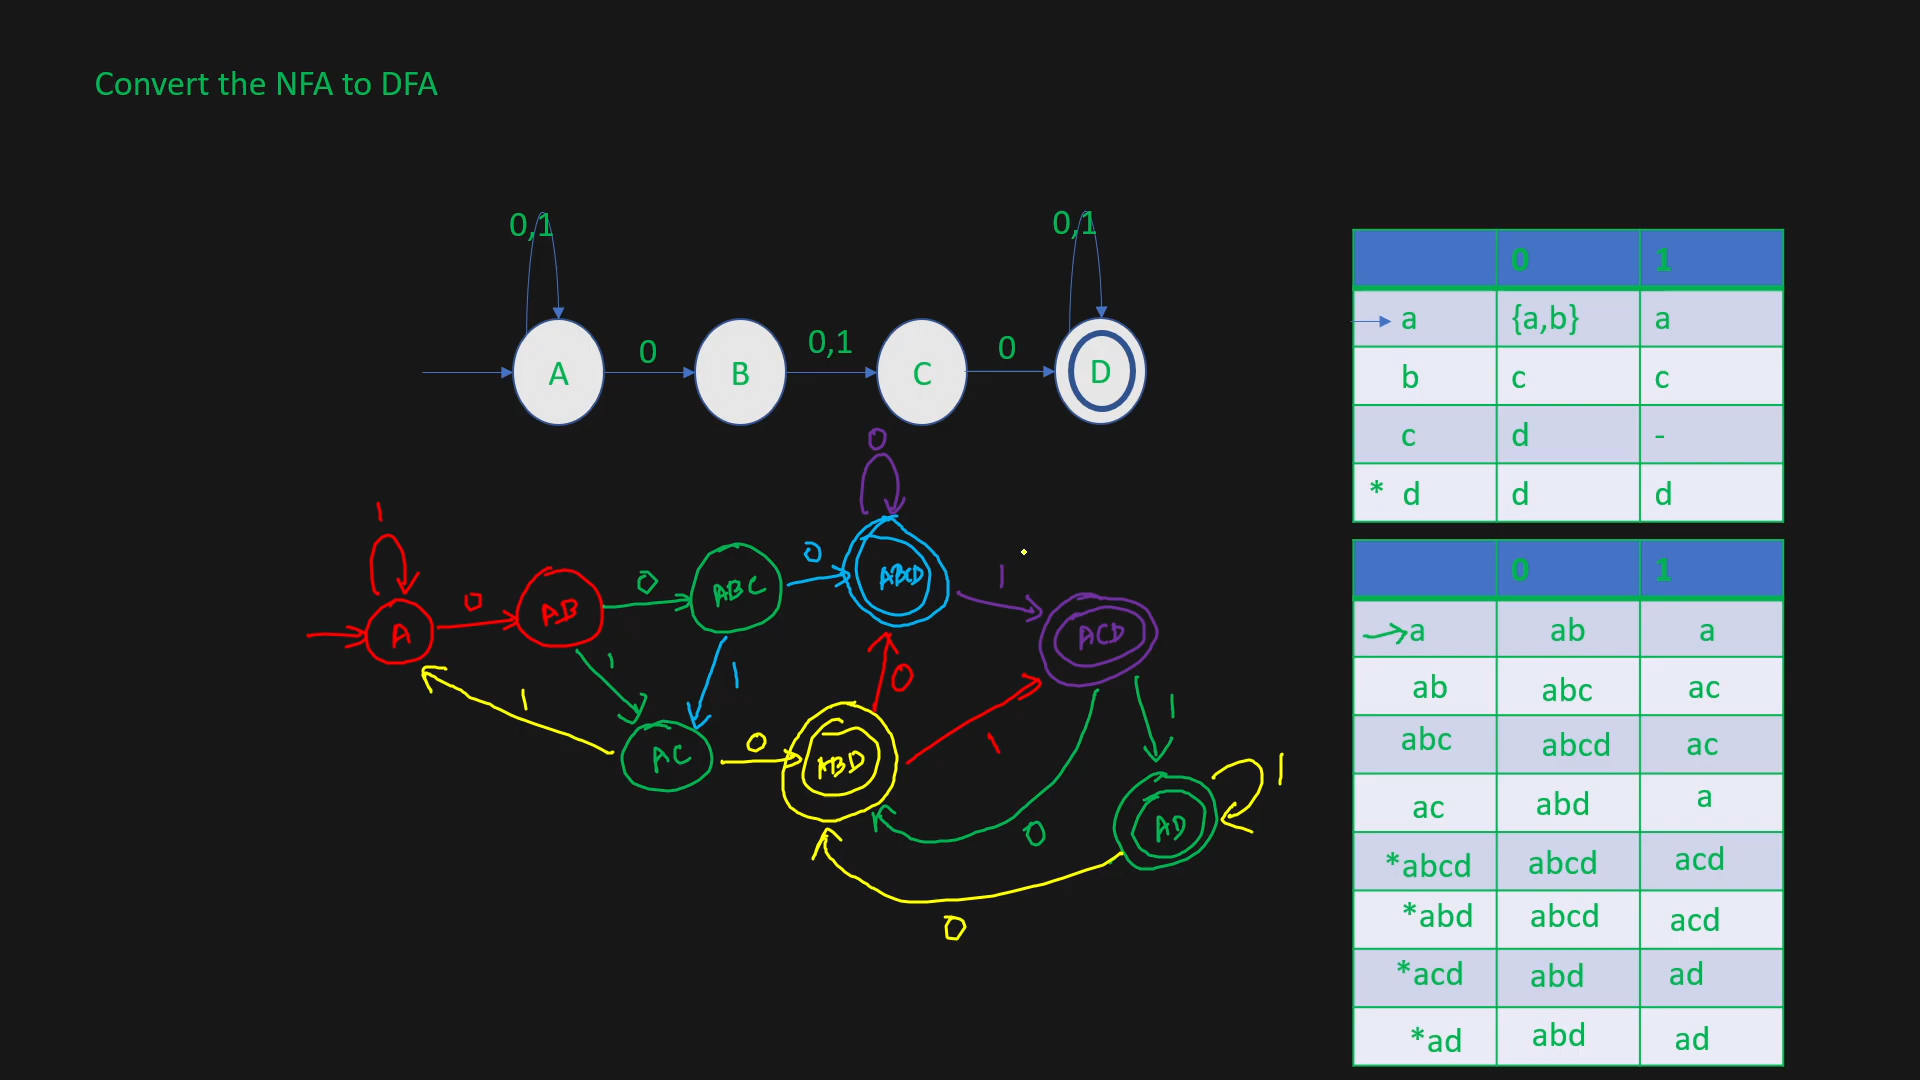 Convert the NFA to DFA
0,1
0,1
0
0,1
0
A
B
C
D
0 1
a {a,b} a
b c c
c d -
* d d d
0
1
0
0
0
1
A
AB
ABC
ABCD
ACD
1
1
0
1
1
1
0
AC
ABD
0
1
1
AD
0
0
0 1
a ab a
ab abc ac
abc abcd ac
ac abd a
*abcd abcd acd
*abd abcd acd
*acd abd ad
*ad abd ad